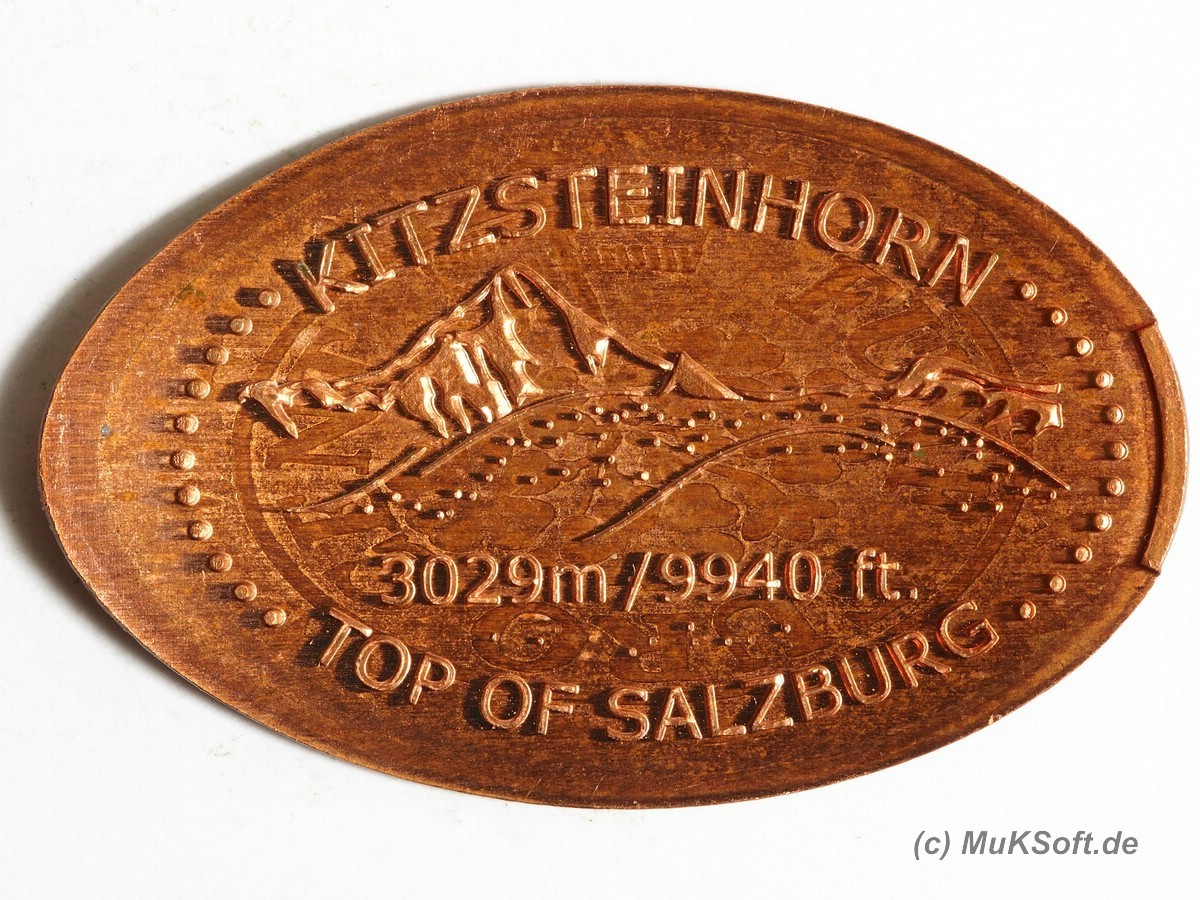 KITZSTEINHORN
3029m/9940 ft.
TOP OF SALZBURG
(c) MuKSoft.de